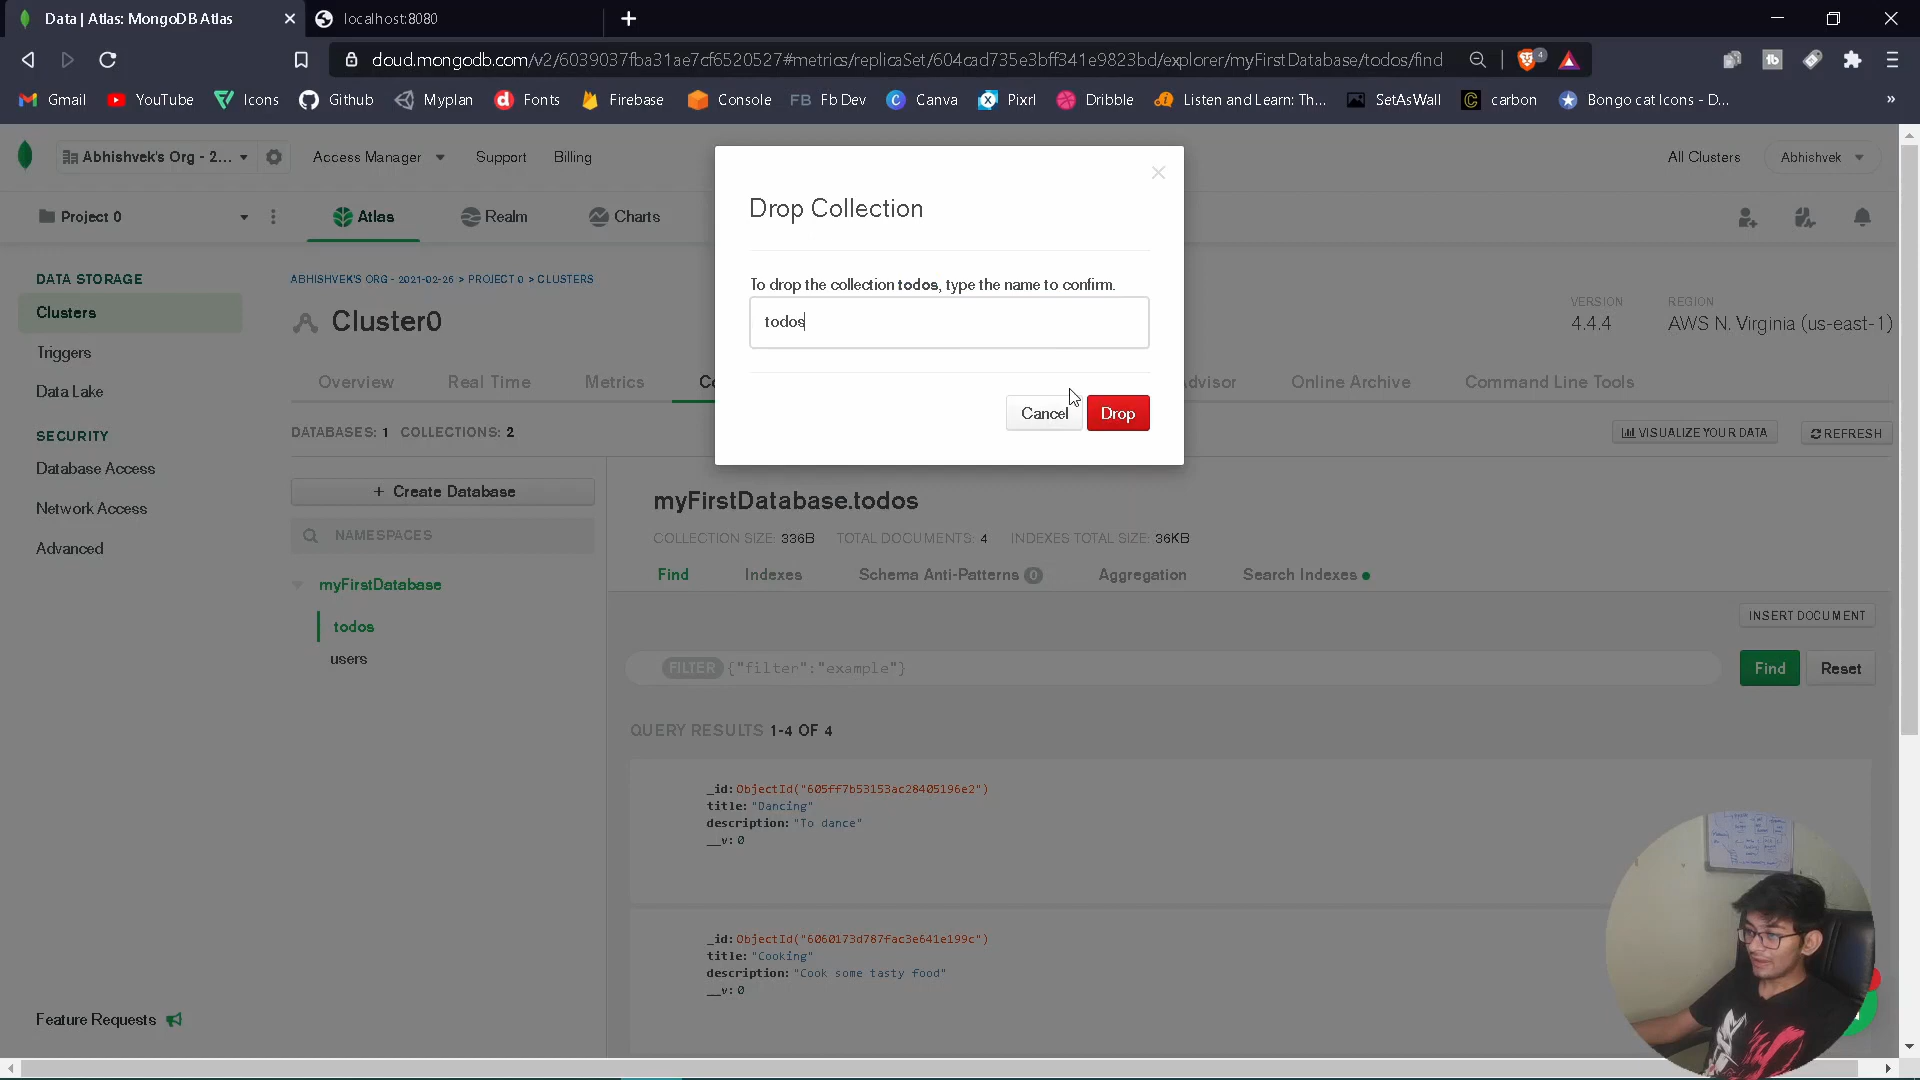 Data | Atlas: MongoDB Atlas
localhost:8080
cloud.mongodb.com/v2/6039037fba31ae7cf6520527#metrics/replicaSet/604cad735e3bff341e9823bd/explorer/myFirstDatabase/todos/find
4
Gmail YouTube Icons Github Myplan Fonts Firebase Console Fb Dev Canva Pixrl Dribble Listen and Learn: Th... SetAsWall carbon Bongo cat Icons - D...
Abhishvek's Org - 2... Access Manager Support Billing All Clusters Abhishvek
Project 0 Atlas Realm Charts
Drop Collection
To drop the collection todos, type the name to confirm.
todos
Cancel Drop
DATA STORAGE
Clusters
Triggers
Data Lake
SECURITY
Database Access
Network Access
Advanced
Feature Requests
ABHISHVEK'S ORG - 2021-02-26 > PROJECT 0 > CLUSTERS
Cluster0
VERSION
4.4.4
REGION
AWS N. Virginia (us-east-1)
Overview Real Time Metrics Co Advisor Online Archive Command Line Tools
DATABASES: 1 COLLECTIONS: 2
VISUALIZE YOUR DATA REFRESH
+ Create Database
NAMESPACES
myFirstDatabase
todos
users
myFirstDatabase.todos
COLLECTION SIZE: 336B TOTAL DOCUMENTS: 4 INDEXES TOTAL SIZE: 36KB
Find Indexes Schema Anti-Patterns 0 Aggregation Search Indexes
INSERT DOCUMENT
FILTER {"filter":"example"}
Find Reset
QUERY RESULTS 1-4 OF 4
_id: ObjectId("605ff7b53153ac28405196e2")
title: "Dancing"
description: "To dance"
__v: 0
_id: ObjectId("6060173d787fac3e641e199c")
title: "Cooking"
description: "Cook some tasty food"
__v: 0